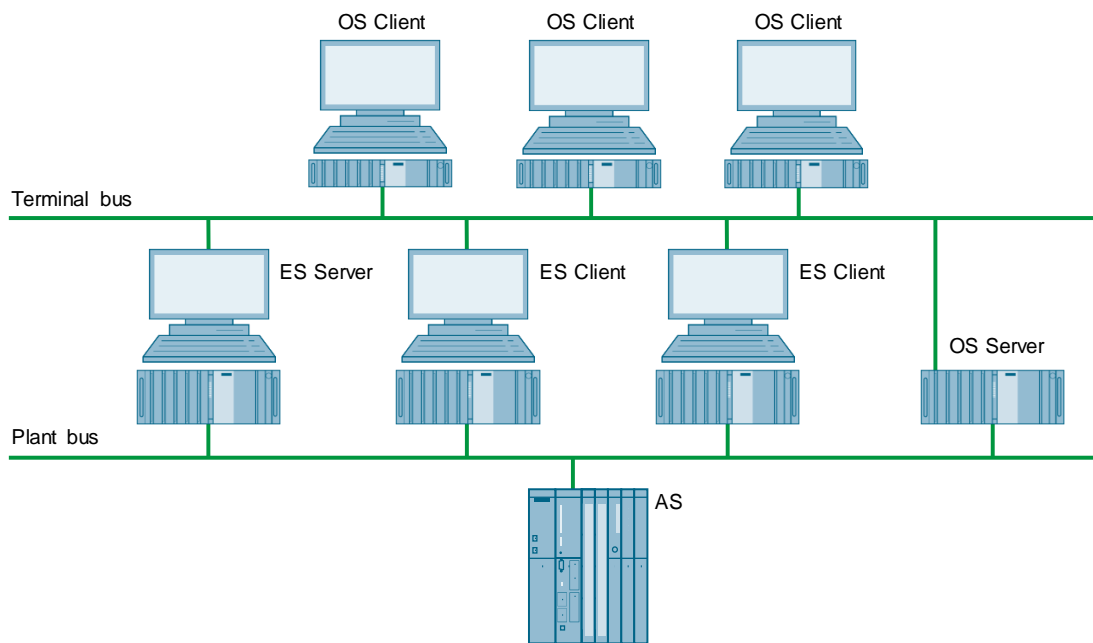 OS Client
OS Client
OS Client
Terminal bus
ES Server
ES Client
ES Client
OS Server
Plant bus
AS